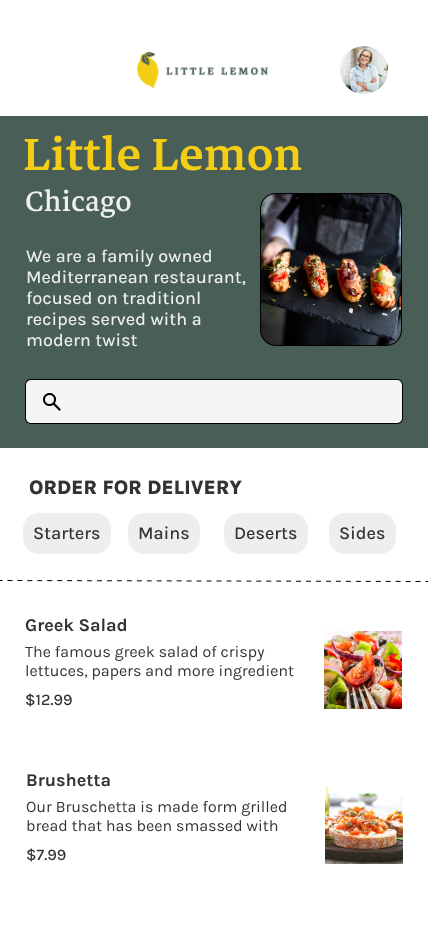 LITTLE LEMON
Little Lemon
Chicago
We are a family owned
Mediterranean restaurant,
focused on traditionl
recipes served with a
modern twist
ORDER FOR DELIVERY
Starters Mains Deserts Sides
Greek Salad
The famous greek salad of crispy
lettuces, papers and more ingredient
$12.99
Brushetta
Our Bruschetta is made form grilled
bread that has been smassed with
$7.99